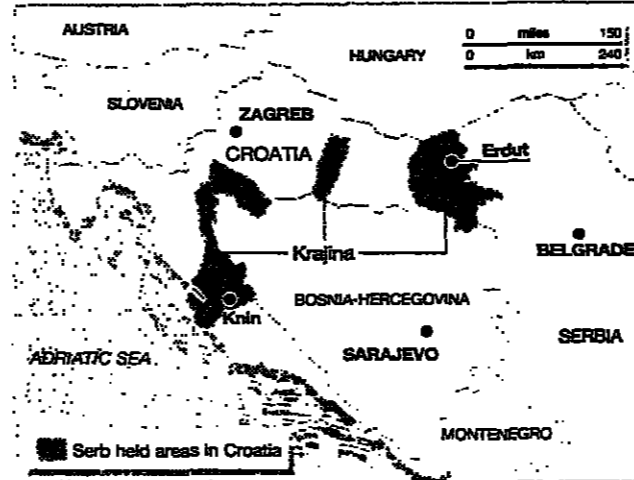 AUSTRIA
HUNGARY
0 miles 150
0 km 240
SLOVENIA
ZAGREB
CROATIA
Erdut
Krajina
BELGRADE
Knin
BOSNIA-HERCEGOVINA
SARAJEVO
SERBIA
ADRIATIC SEA
MONTENEGRO
Serb held areas in Croatia